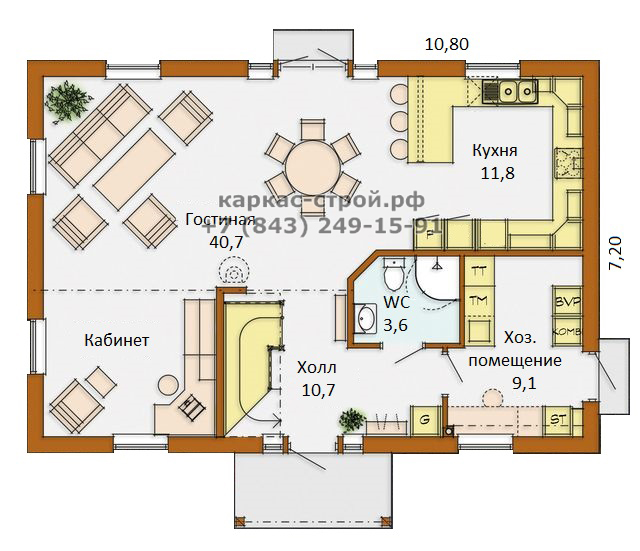 10,80
Кухня
11,8
каркас-строй.рф
Гостиная
+7 (843) 249-15-91
40,7
P
7,20
TT
WC
TM
BVP
3,6
КОМБ
Хоз.
помещение
9,1
Кабинет
Холл
10,7
G
ST